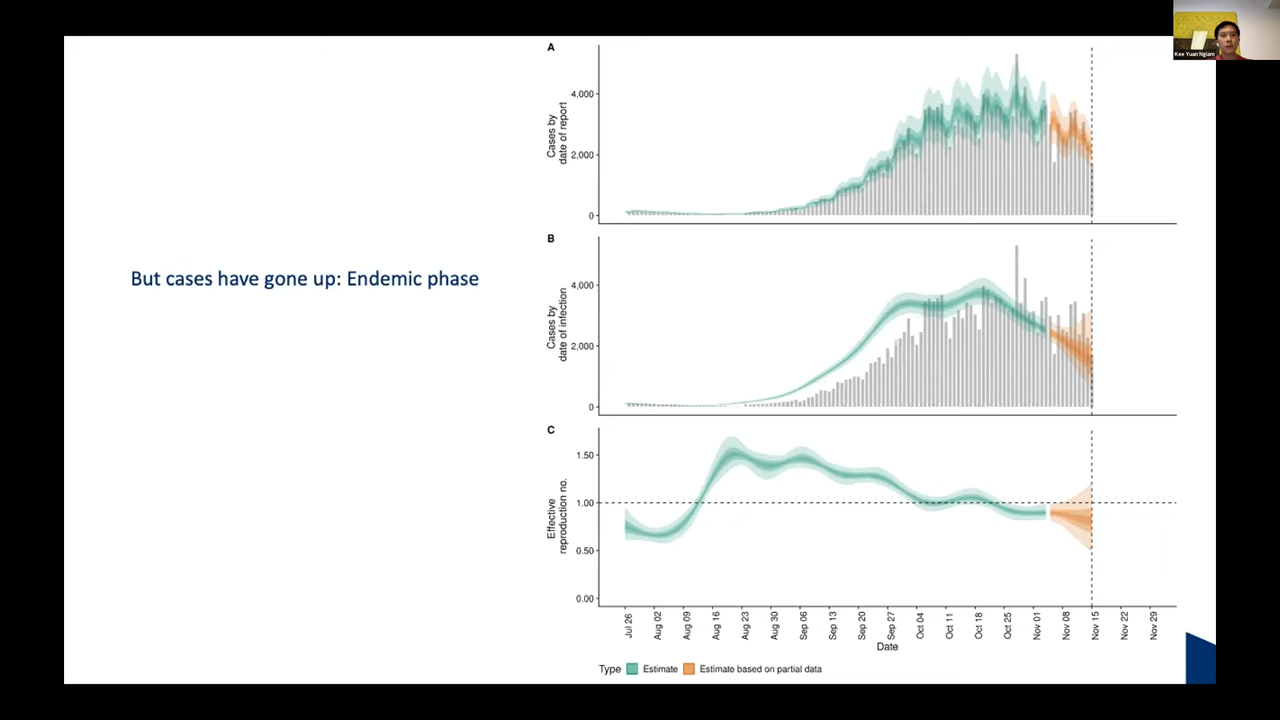 Kee Yuan Ngiam
But cases have gone up: Endemic phase
A
Cases by
date of report
4,000
2,000
0
B
Cases by
date of infection
4,000
2,000
0
C
Effective
reproduction no.
1.50
1.00
0.50
0.00
Jul 26
Aug 02
Aug 09
Aug 16
Aug 23
Aug 30
Sep 06
Sep 13
Sep 20
Sep 27
Oct 04
Oct 11
Oct 18
Oct 25
Nov 01
Nov 08
Nov 15
Nov 22
Nov 29
Date
Type Estimate Estimate based on partial data